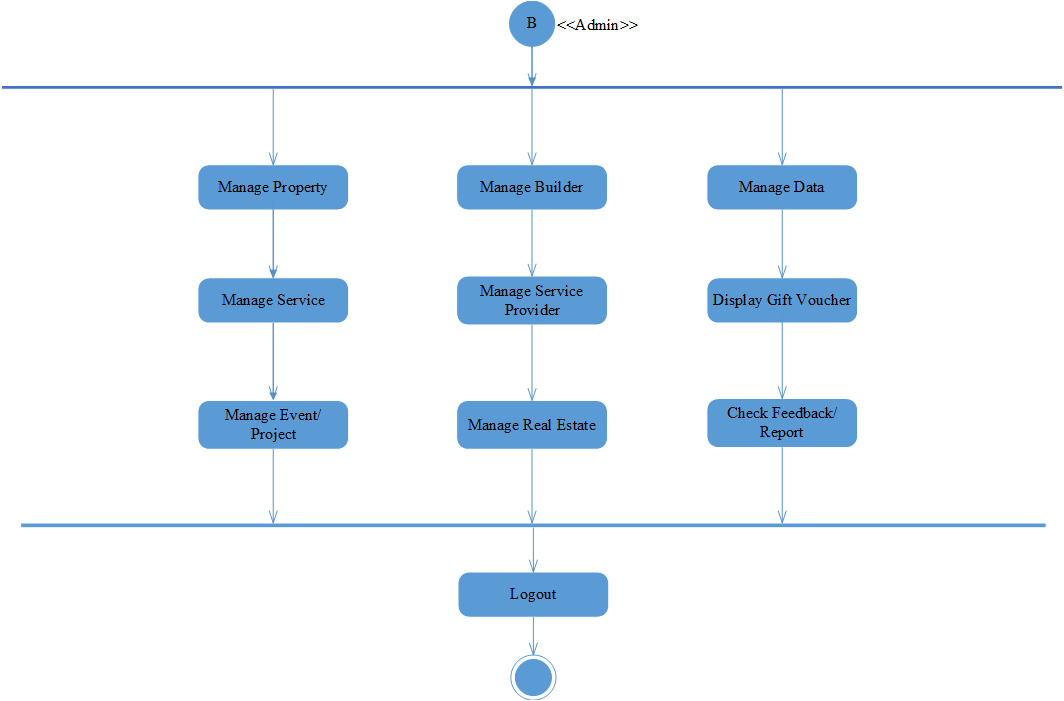 B
<<Admin>>
Manage Property
Manage Builder
Manage Data
Manage Service
Manage Service
Provider
Display Gift Voucher
Manage Event/
Project
Manage Real Estate
Check Feedback/
Report
Logout